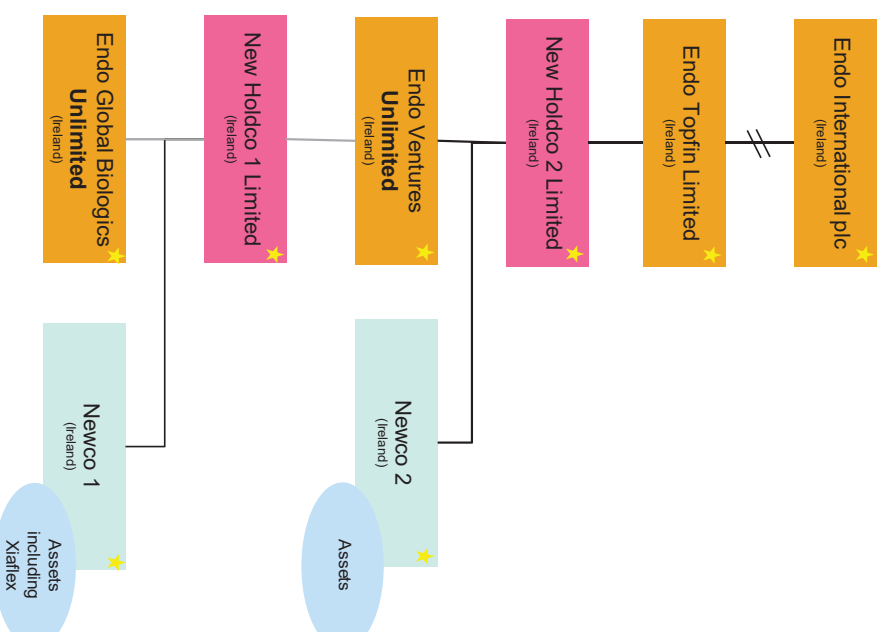 Endo International plc
(Ireland)
Endo Topfin Limited
(Ireland)
New Holdco 2 Limited
(Ireland)
Endo Ventures
Unlimited
(Ireland)
Newco 2
(Ireland)
Assets
New Holdco 1 Limited
(Ireland)
Endo Global Biologics
Unlimited
(Ireland)
Newco 1
(Ireland)
Assets
including
Xiaflex